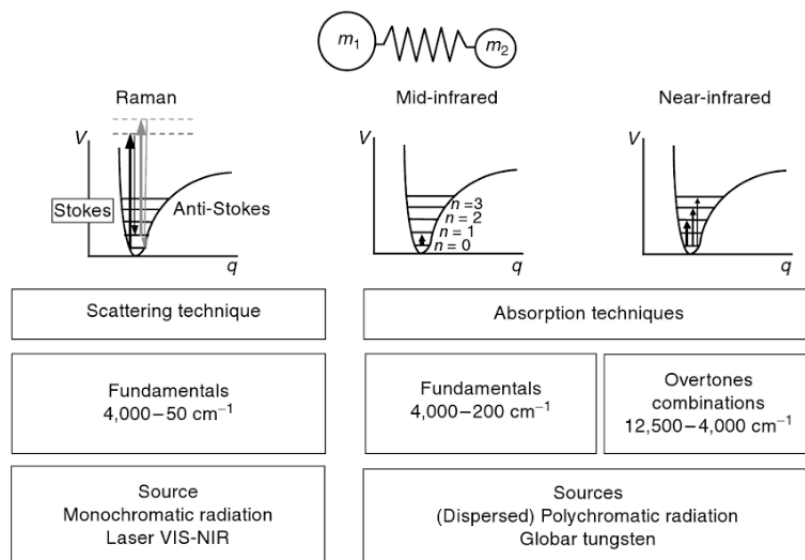 m₁ m₂
Raman
Mid-infrared
Near-infrared
V
Stokes
Anti-Stokes
q
V
n =3
n = 2
n = 1
n = 0
q
V
q
Scattering technique
Absorption techniques
Fundamentals
4,000–50 cm⁻¹
Fundamentals
4,000–200 cm⁻¹
Overtones
combinations
12,500–4,000 cm⁻¹
Source
Monochromatic radiation
Laser VIS-NIR
Sources
(Dispersed) Polychromatic radiation
Globar tungsten